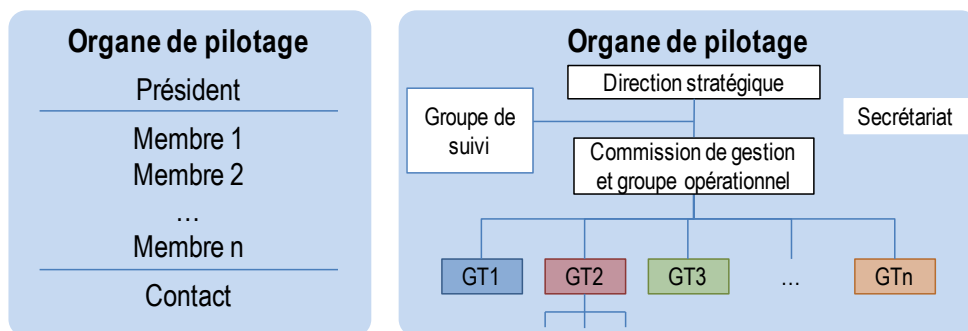 Organe de pilotage
Président
Membre 1
Membre 2
…
Membre n
Contact
Organe de pilotage
Direction stratégique
Groupe de
suivi
Secrétariat
Commission de gestion
et groupe opérationnel
GT1
GT2
GT3
…
GTn